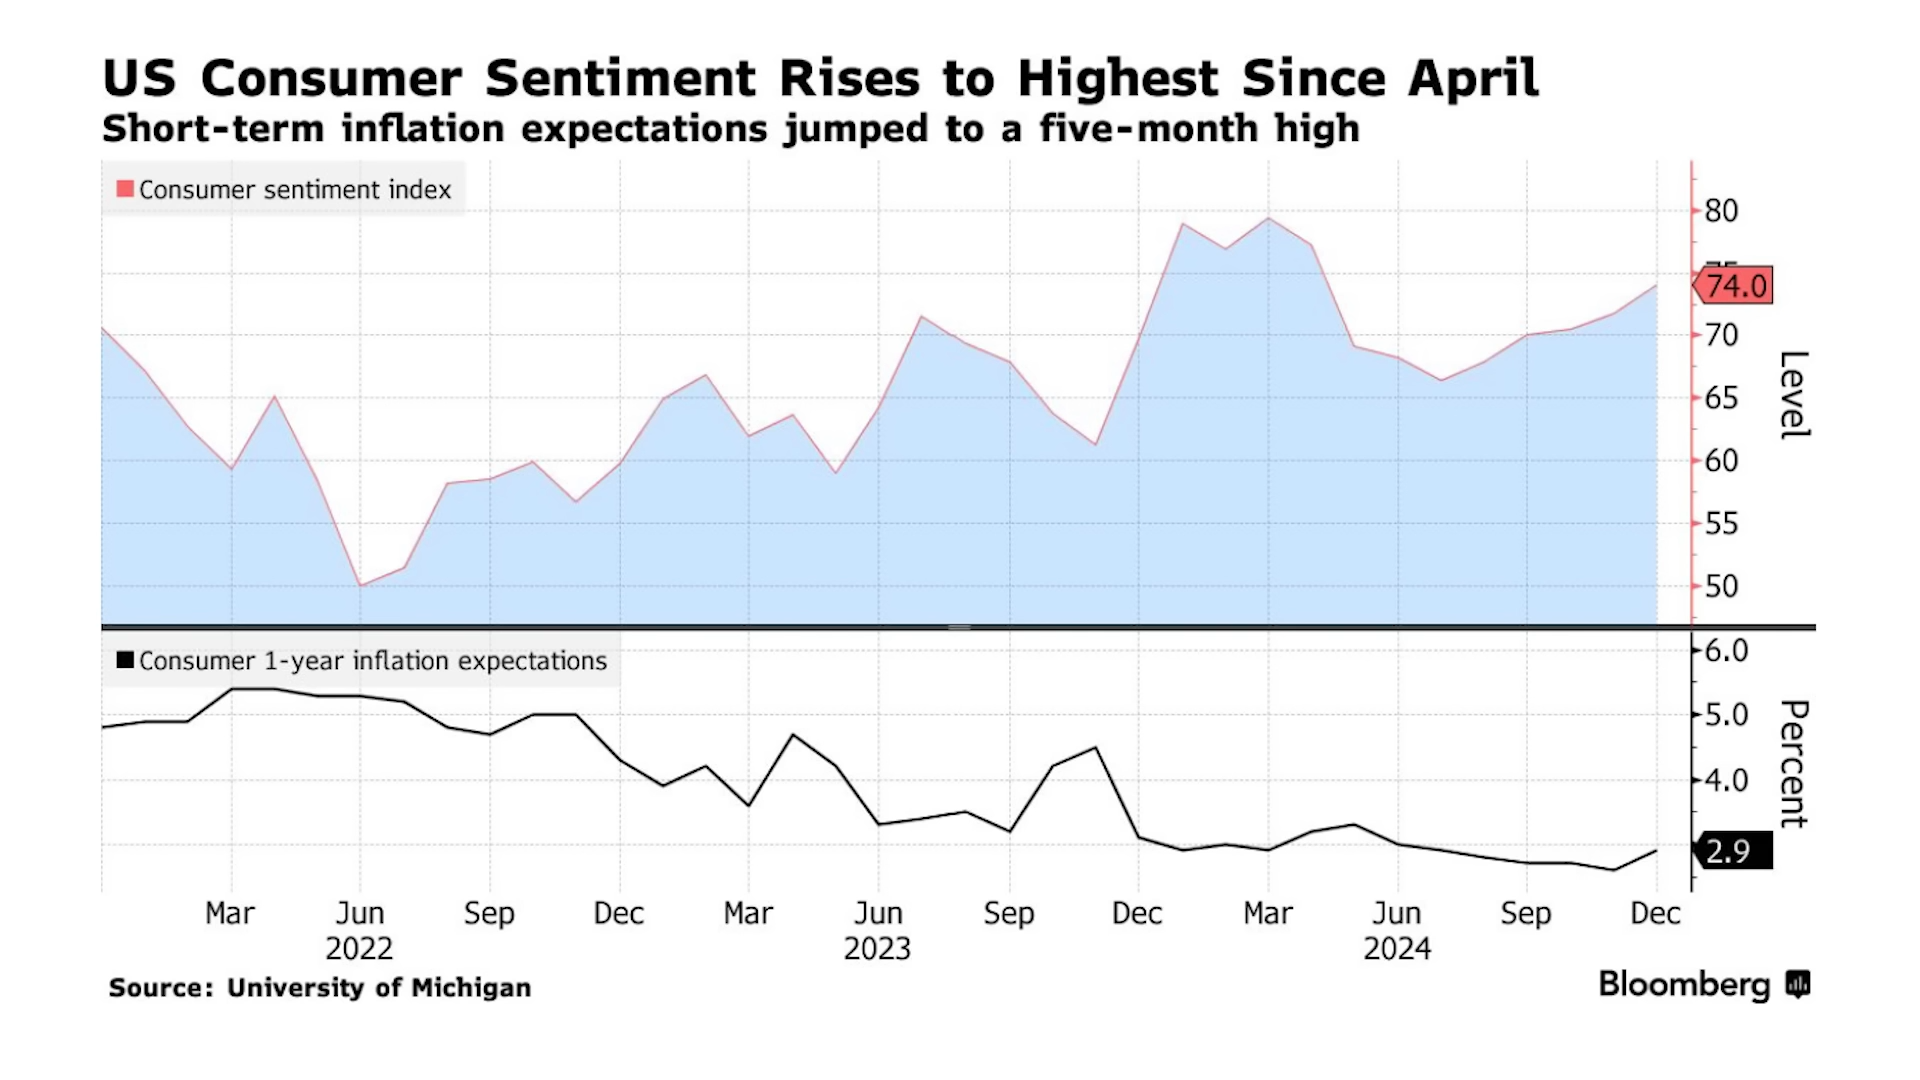 US Consumer Sentiment Rises to Highest Since April
Short-term inflation expectations jumped to a five-month high
Consumer sentiment index
80
74.0
70
65
60
55
50
Level
Consumer 1-year inflation expectations
6.0
5.0
4.0
2.9
Percent
Mar Jun Sep Dec Mar Jun Sep Dec Mar Jun Sep Dec
2022 2023 2024
Source: University of Michigan
Bloomberg